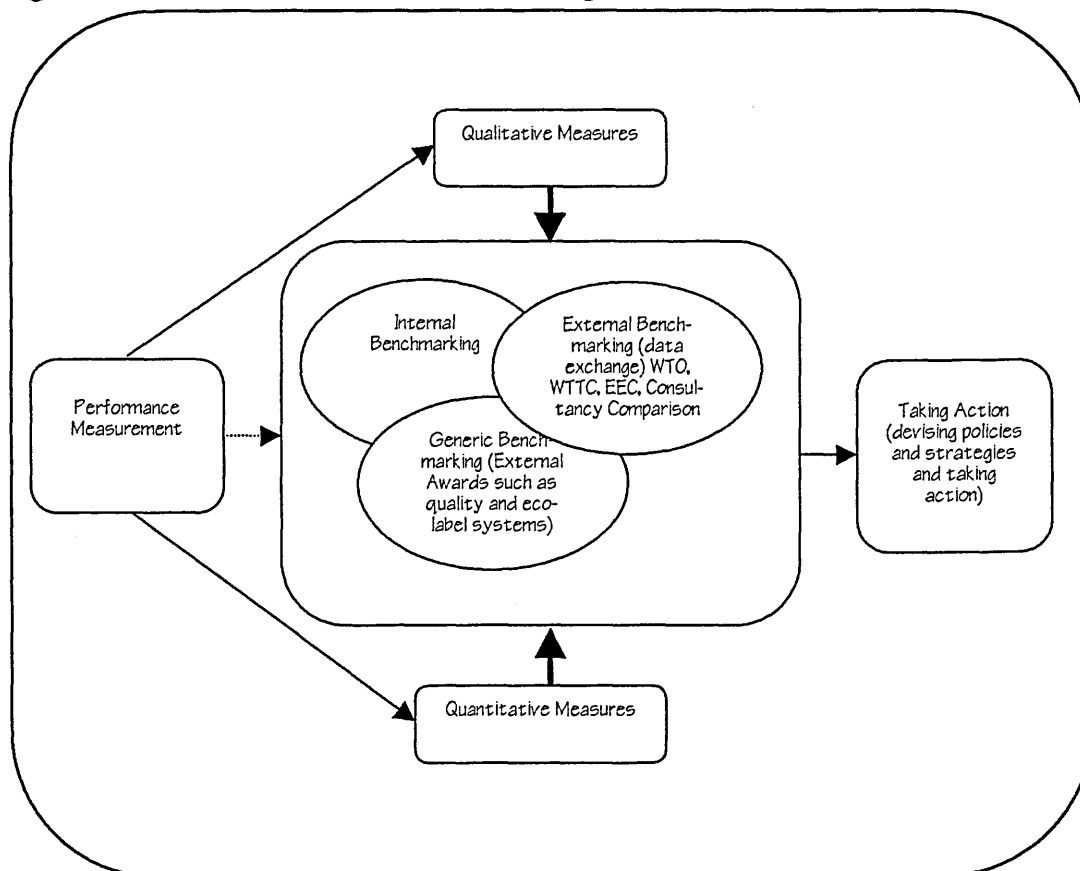 Qualitative Measures
Internal
Benchmarking
External Bench-
marking (data
exchange) WTO,
WTTC, EEC, Consul-
tancy Comparison
Performance
Measurement
Generic Bench-
marking (External
Awards such as
quality and eco-
label systems)
Taking Action
(devising policies
and strategies
and taking
action)
Quantitative Measures